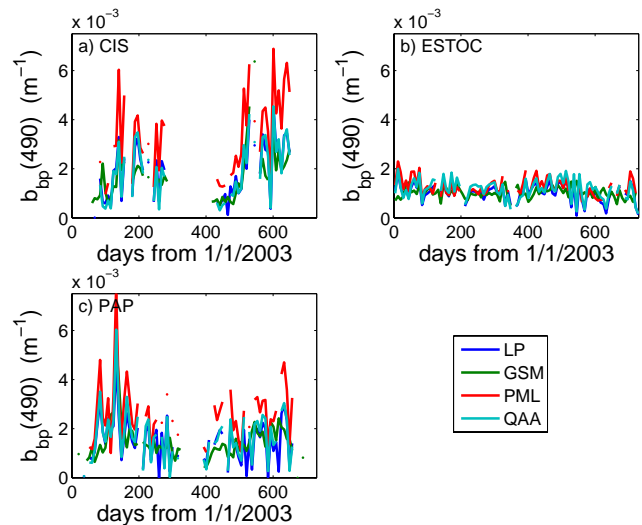 x 10⁻³
a) CIS
6
4
2
0
b_bp(490) (m⁻¹)
0 200 400 600
days from 1/1/2003
x 10⁻³
b) ESTOC
6
4
2
0
b_bp(490) (m⁻¹)
0 200 400 600
days from 1/1/2003
x 10⁻³
c) PAP
6
4
2
0
b_bp(490) (m⁻¹)
0 200 400 600
days from 1/1/2003
LP
GSM
PML
QAA